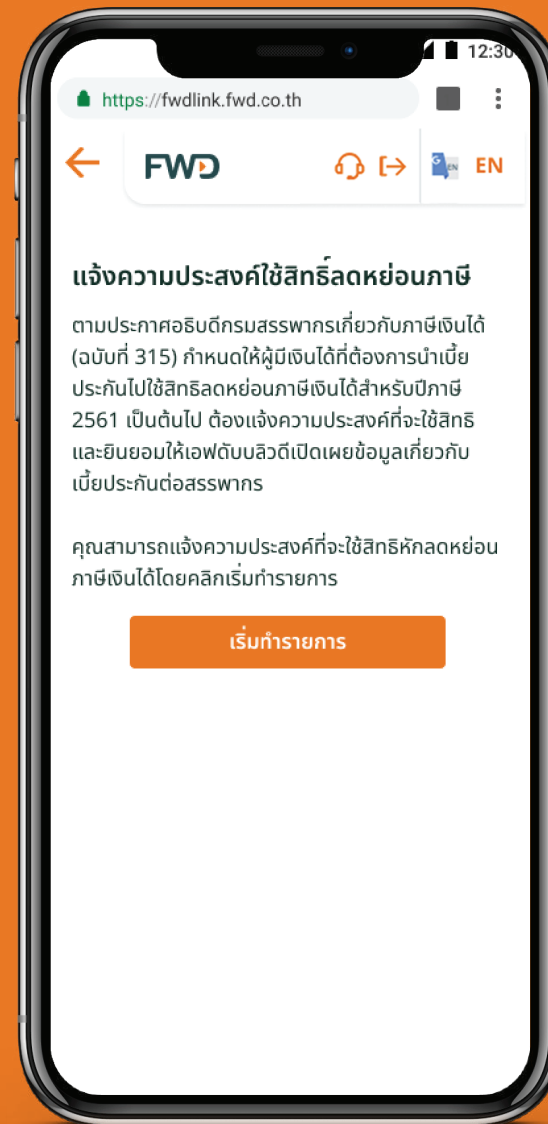 12:30
https://fwdlink.fwd.co.th
FWD
G EN
EN
แจ้งความประสงค์ใช้สิทธิ์ลดหย่อนภาษี
ตามประกาศอธิบดีกรมสรรพากรเกี่ยวกับภาษีเงินได้
(ฉบับที่ 315) กำหนดให้ผู้มีเงินได้ที่ต้องการนำเบี้ย
ประกันไปใช้สิทธิลดหย่อนภาษีเงินได้สำหรับปีภาษี
2561 เป็นต้นไป ต้องแจ้งความประสงค์ที่จะใช้สิทธิ
และยินยอมให้เอฟดับบลิวดีเปิดเผยข้อมูลเกี่ยวกับ
เบี้ยประกันต่อสรรพากร
คุณสามารถแจ้งความประสงค์ที่จะใช้สิทธิหักลดหย่อน
ภาษีเงินได้โดยคลิกเริ่มทำรายการ
เริ่มทำรายการ